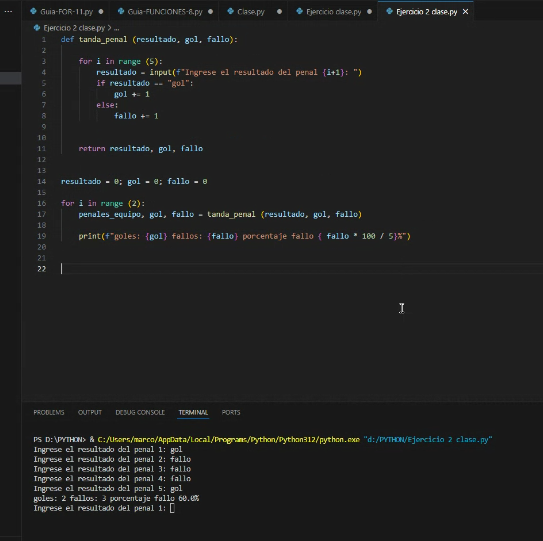 ··· Guia-FOR-11.py ● Guia-FUNCIONES-8.py ● Clase.py ● Ejercicio clase.py ● Ejercicio 2 clase.py ×
Ejercicio 2 clase.py > ...
1 def tanda_penal (resultado, gol, fallo):
2
3     for i in range (5):
4         resultado = input(f"Ingrese el resultado del penal {i+1}: ")
5         if resultado == "gol":
6             gol += 1
7         else:
8             fallo += 1
9
10
11     return resultado, gol, fallo
12
13
14 resultado = 0; gol = 0; fallo = 0
15
16 for i in range (2):
17     penales_equipo, gol, fallo = tanda_penal (resultado, gol, fallo)
18
19     print(f"goles: {gol} fallos: {fallo} porcentaje fallo { fallo * 100 / 5}%")
20
21
22
PROBLEMS OUTPUT DEBUG CONSOLE TERMINAL PORTS
PS D:\PYTHON> & C:/Users/marco/AppData/Local/Programs/Python/Python312/python.exe "d:/PYTHON/Ejercicio 2 clase.py"
Ingrese el resultado del penal 1: gol
Ingrese el resultado del penal 2: fallo
Ingrese el resultado del penal 3: fallo
Ingrese el resultado del penal 4: fallo
Ingrese el resultado del penal 5: gol
goles: 2 fallos: 3 porcentaje fallo 60.0%
Ingrese el resultado del penal 1: